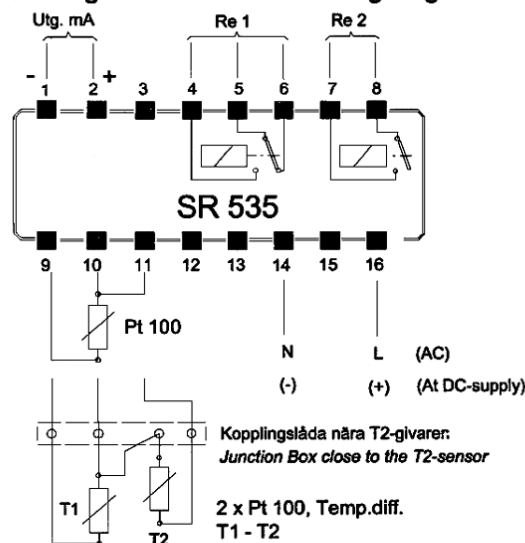 Utg. mA Re 1 Re 2
- 1 2 + 3 4 5 6 7 8
SR 535
9 10 11 12 13 14 15 16
Pt 100
N L (AC)
(-) (+) (At DC-supply)
Kopplingslåda nära T2-givaren:
Junction Box close to the T2-sensor
T1 T2
2 x Pt 100, Temp.diff.
T1 - T2